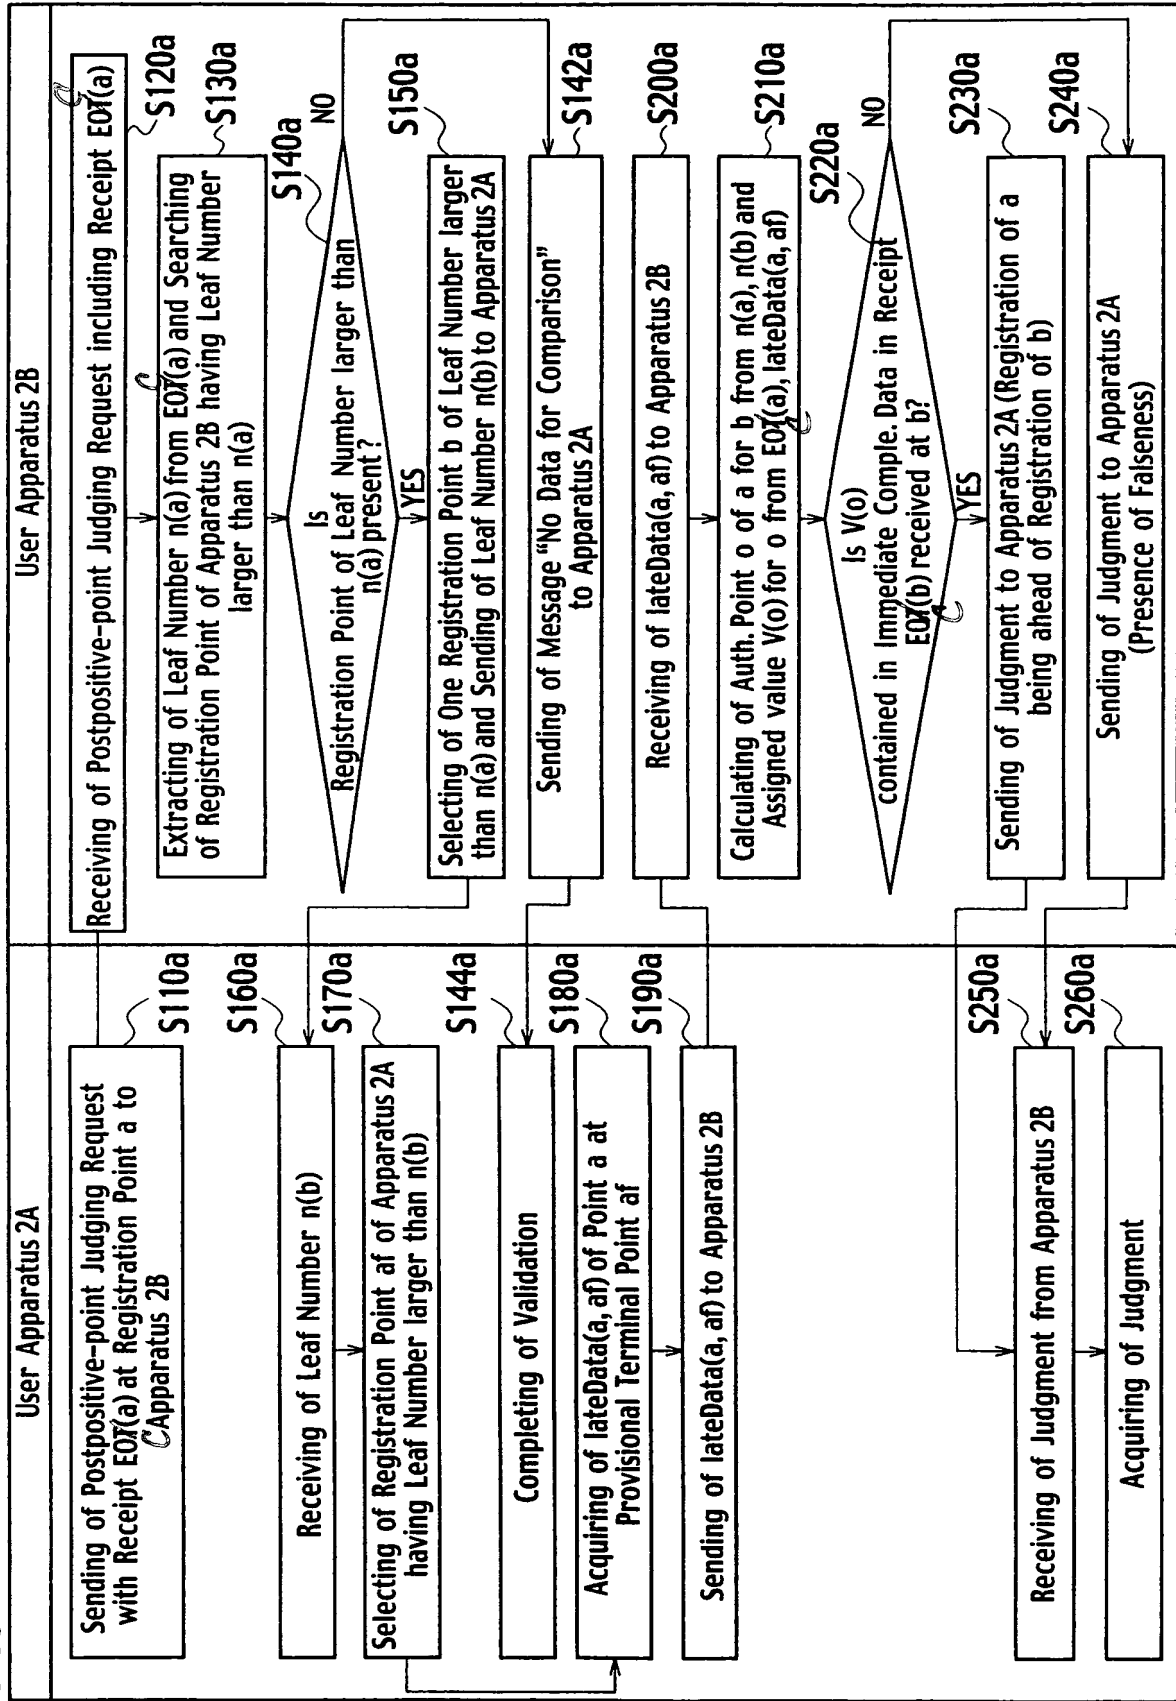 User Apparatus 2A
Sending of Postpositive-point Judging Request
with Receipt EOT(a) at Registration Point a to
C Apparatus 2B
S110a
Receiving of Leaf Number n(b)
S160a
Selecting of Registration Point af of Apparatus 2A
having Leaf Number larger than n(b)
S170a
Completing of Validation
S144a
Acquiring of lateData(a, af) of Point a at
Provisional Terminal Point af
S180a
Sending of lateData(a, af) to Apparatus 2B
S190a
Receiving of Judgment from Apparatus 2B
S250a
Acquiring of Judgment
S260a
User Apparatus 2B
C
Receiving of Postpositive-point Judging Request including Receipt EOT(a)
S120a
C
Extracting of Leaf Number n(a) from EOT(a) and Searching
of Registration Point of Apparatus 2B having Leaf Number
larger than n(a)
S130a
S140a
Is
Registration Point of Leaf Number larger than
n(a) present?
NO
YES
Selecting of One Registration Point b of Leaf Number larger
than n(a) and Sending of Leaf Number n(b) to Apparatus 2A
S150a
Sending of Message "No Data for Comparison"
to Apparatus 2A
S142a
Receiving of lateData(a, af) to Apparatus 2B
S200a
Calculating of Auth. Point o of a for b from n(a), n(b) and
Assigned value V(o) for o from EOT(a), lateData(a, af)
C
S210a
S220a
Is V(o)
contained in Immediate Comple. Data in Receipt
EOT(b) received at b?
C
NO
YES
Sending of Judgment to Apparatus 2A (Registration of a
being ahead of Registration of b)
S230a
Sending of Judgment to Apparatus 2A
(Presence of Falseness)
S240a